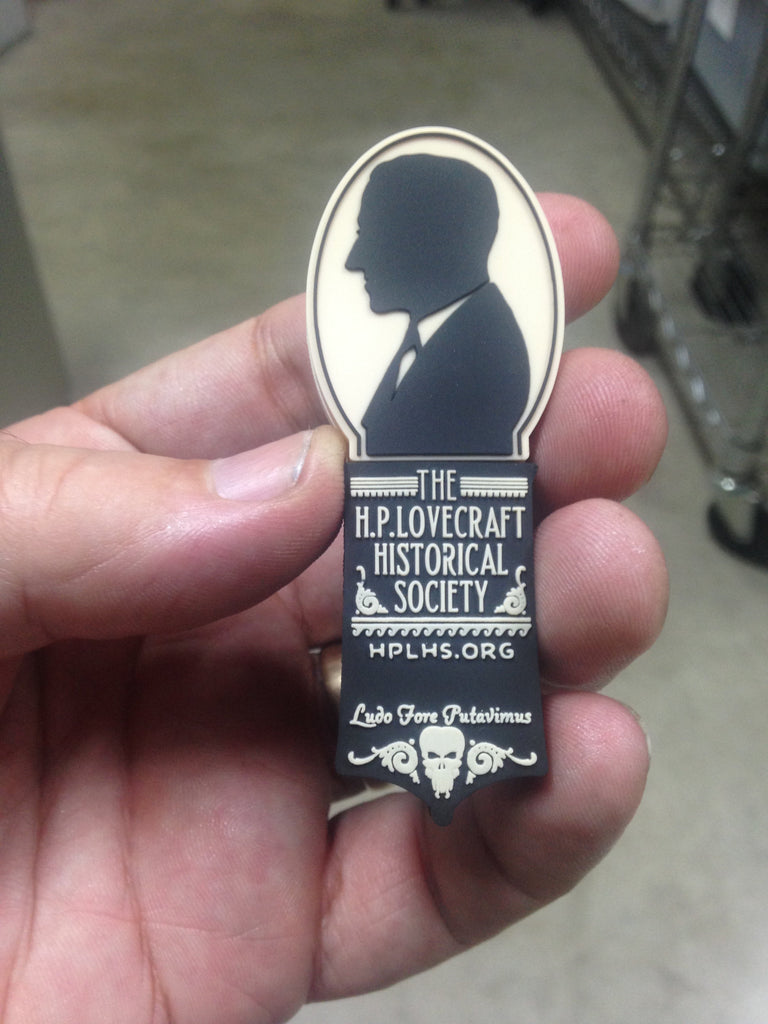 THE
H.P.LOVECRAFT
HISTORICAL
SOCIETY
HPLHS.ORG
Ludo Fore Putavimus